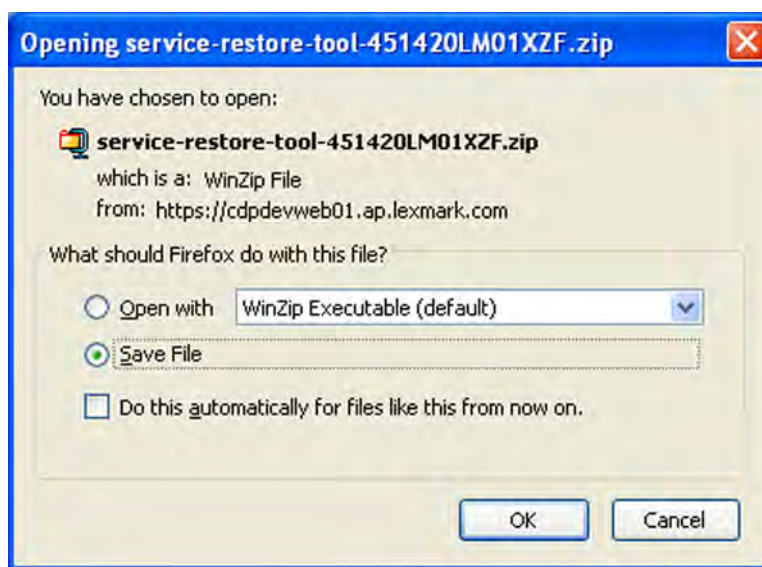 Opening service-restore-tool-451420LM01XZF.zip
You have chosen to open:
service-restore-tool-451420LM01XZF.zip
which is a: WinZip File
from: https://cdpdevweb01.ap.lexmark.com
What should Firefox do with this file?
Open with WinZip Executable (default)
Save File
Do this automatically for files like this from now on.
OK Cancel